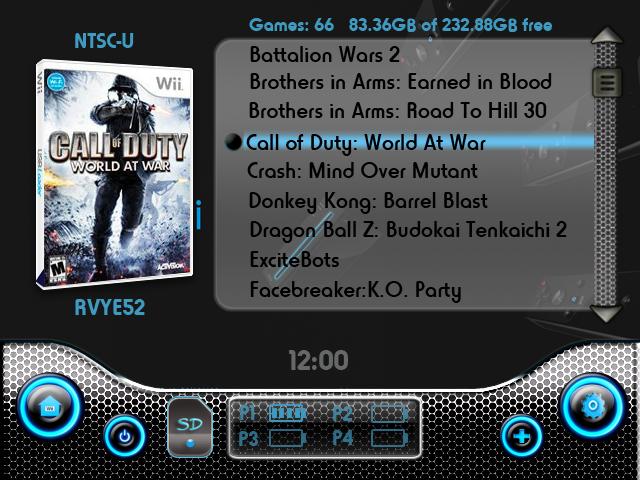 Games: 66 83.36GB of 232.88GB free
NTSC-U
Wii
CALL OF DUTY
WORLD AT WAR
USB Loader
M
ACTIVISION
RVYE52
Battalion Wars 2
Brothers in Arms: Earned in Blood
Brothers in Arms: Road To Hill 30
Call of Duty: World At War
Crash: Mind Over Mutant
Donkey Kong: Barrel Blast
Dragon Ball Z: Budokai Tenkaichi 2
ExciteBots
Facebreaker:K.O. Party
i
12:00
Wii
SD
P1 P2
P3 P4